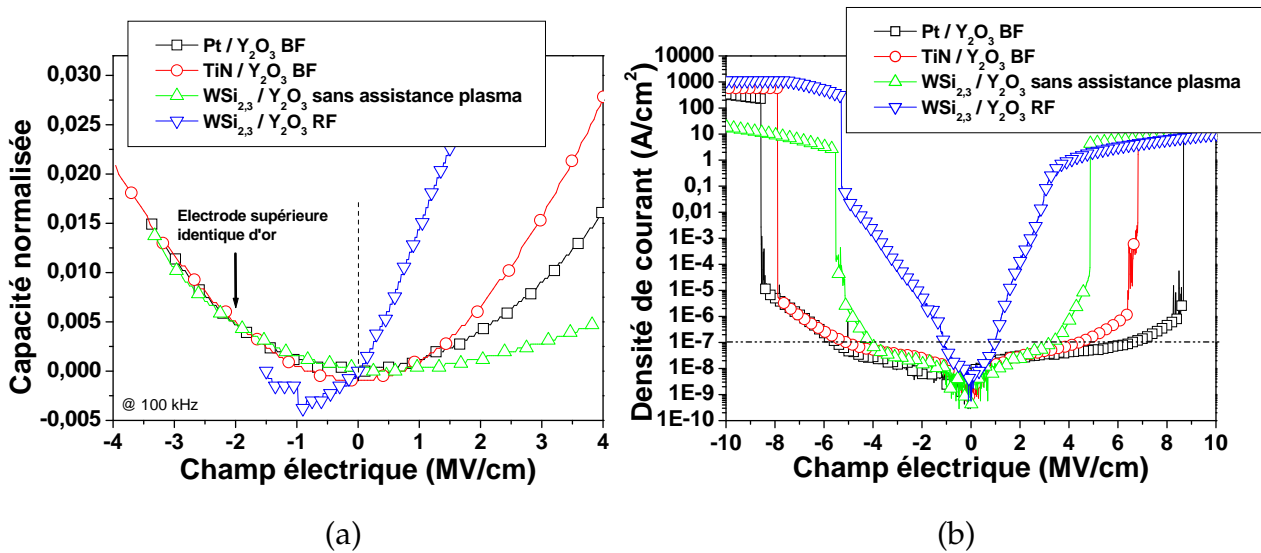 Pt / Y₂O₃ BF
TiN / Y₂O₃ BF
WSi₂,₃ / Y₂O₃ sans assistance plasma
WSi₂,₃ / Y₂O₃ RF
Capacité normalisée
0,030
0,025
0,020
0,015
0,010
0,005
0,000
-0,005
Electrode supérieure
identique d'or
@ 100 kHz
-4 -3 -2 -1 0 1 2 3 4
Champ électrique (MV/cm)
(a)
Pt / Y₂O₃ BF
TiN / Y₂O₃ BF
WSi₂,₃ / Y₂O₃ sans assistance plasma
WSi₂,₃ / Y₂O₃ RF
Densité de courant (A/cm²)
10000
1000
100
10
1
0,1
0,01
1E-3
1E-4
1E-5
1E-6
1E-7
1E-8
1E-9
1E-10
-10 -8 -6 -4 -2 0 2 4 6 8 10
Champ électrique (MV/cm)
(b)